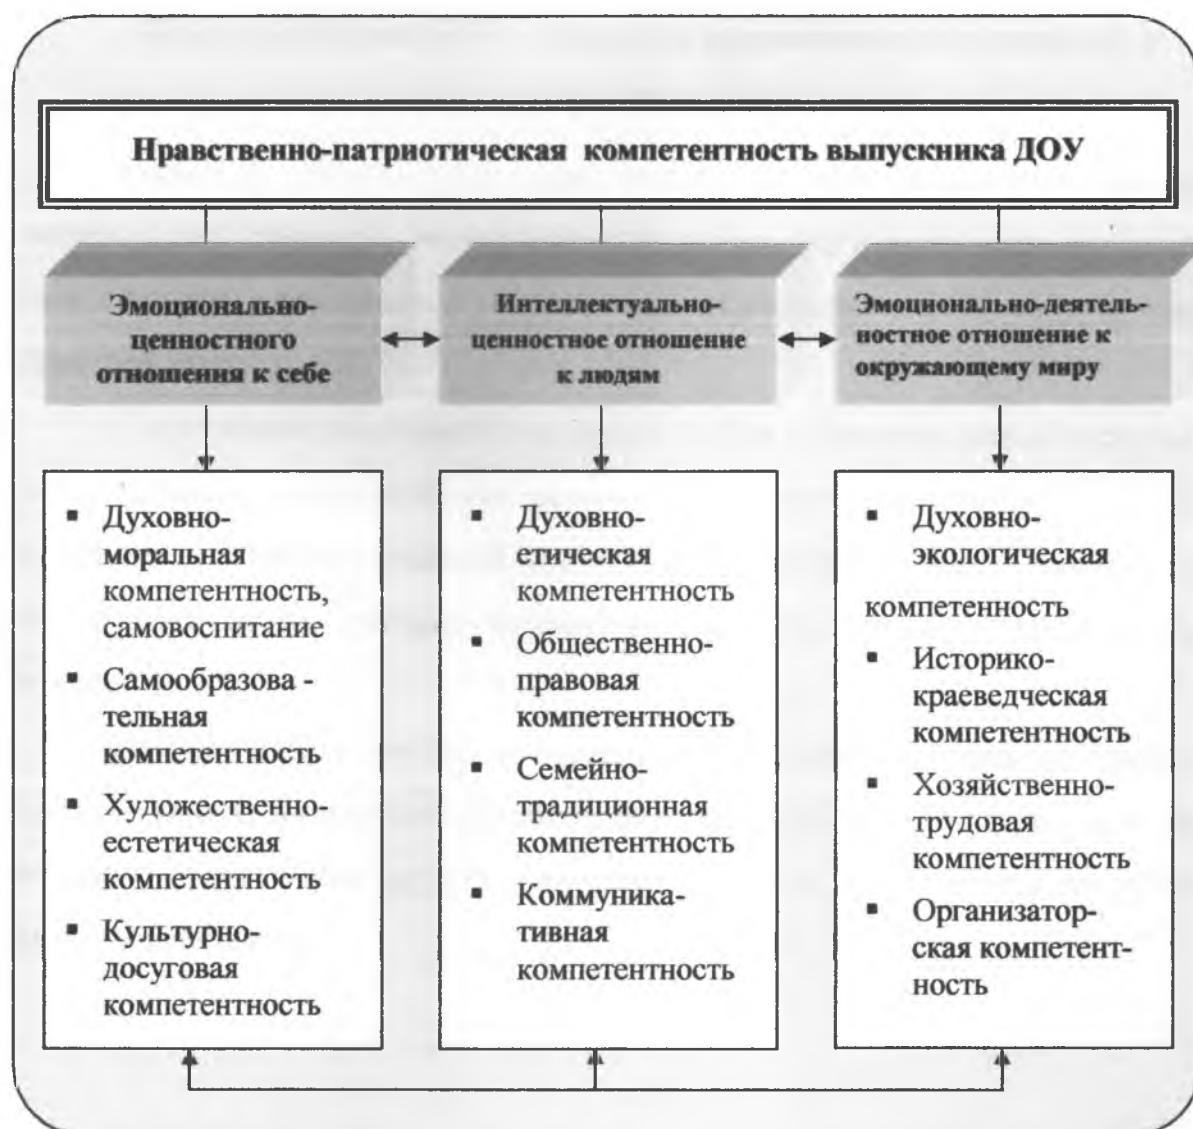 Нравственно-патриотическая компетентность выпускника ДОУ
Эмоционально-
ценностного
отношения к себе
Интеллектуально-
ценностное отношение
к людям
Эмоционально-деятель-
ностное отношение к
окружающему миру
▪ Духовно-
моральная
компетентность,
самовоспитание
▪ Самообразова -
тельная
компетентность
▪ Художественно-
естетическая
компетентность
▪ Культурно-
досуговая
компетентность
▪ Духовно-
етическая
компетентность
▪ Общественно-
правовая
компетентность
▪ Семейно-
традиционная
компетентность
▪ Коммуника-
тивная
компетентность
▪ Духовно-
экологическая
компетенность
▪ Историко-
краеведческая
компетентность
▪ Хозяйственно-
трудовая
компетентность
▪ Организатор-
ская компетент-
ность